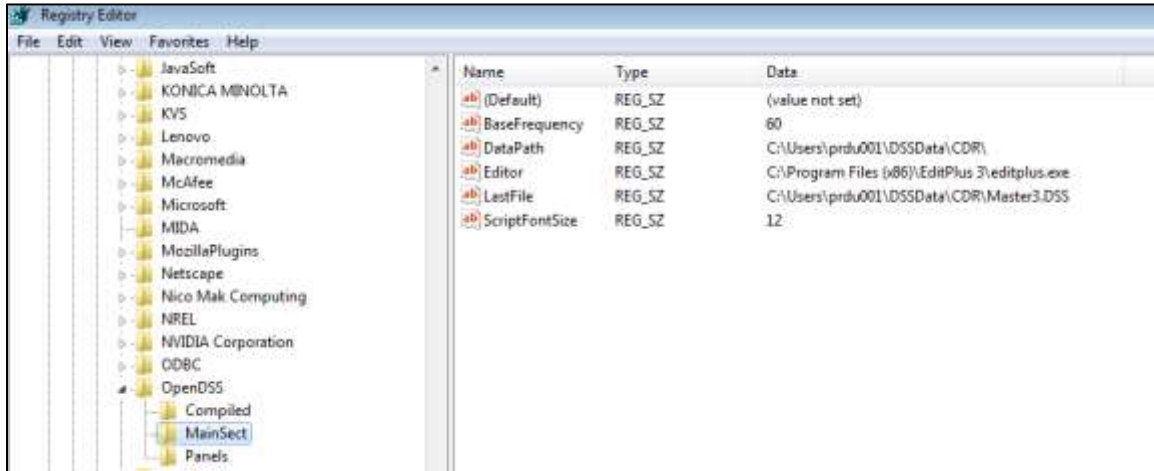 Registry Editor
File Edit View Favorites Help
JavaSoft
KONICA MINOLTA
KVS
Lenovo
Macromedia
McAfee
Microsoft
MIDA
MozillaPlugins
Netscape
Nico Mak Computing
NREL
NVIDIA Corporation
ODBC
OpenDSS
Compiled
MainSect
Panels
Name Type Data
(Default) REG_SZ (value not set)
BaseFrequency REG_SZ 60
DataPath REG_SZ C:\Users\prdu001\DSSData\CDR\
Editor REG_SZ C:\Program Files (x86)\EditPlus 3\editplus.exe
LastFile REG_SZ C:\Users\prdu001\DSSData\CDR\Master3.DSS
ScriptFontSize REG_SZ 12